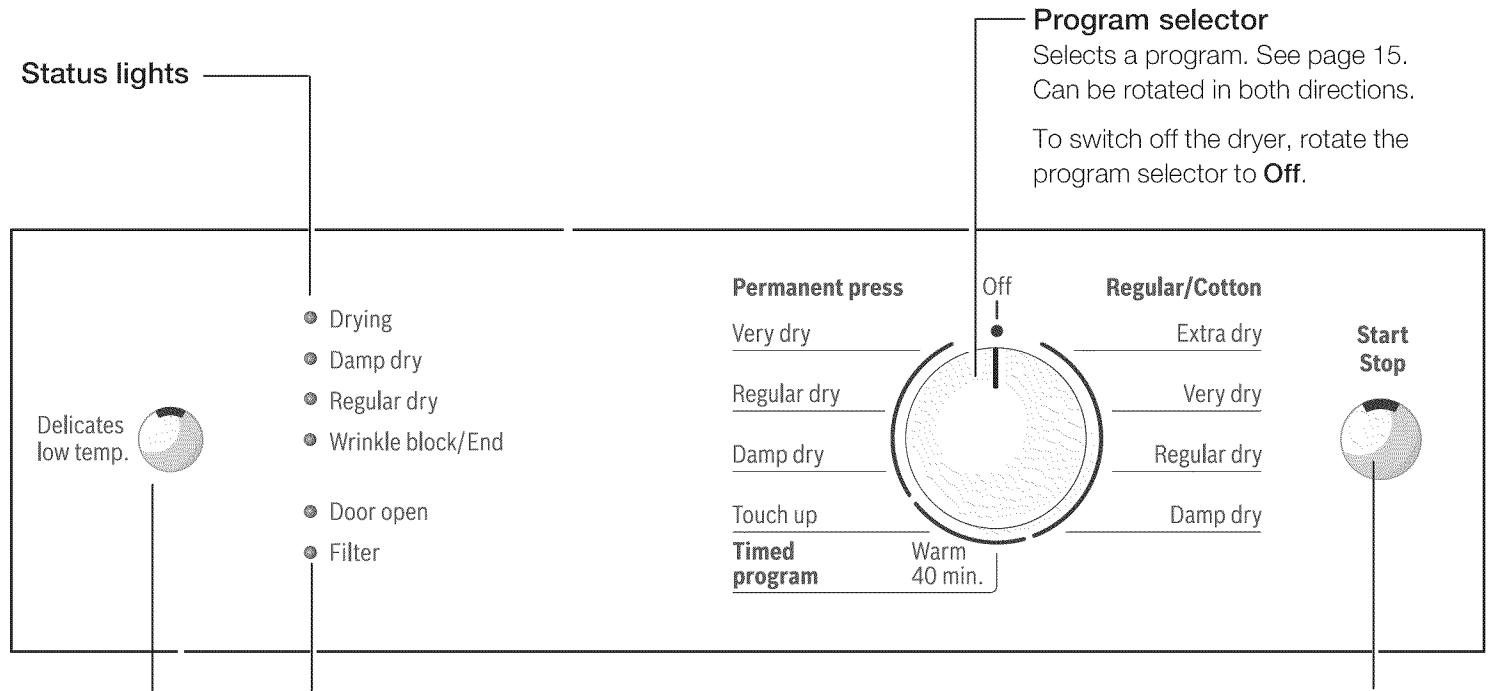 Program selector
Selects a program. See page 15.
Can be rotated in both directions.
To switch off the dryer, rotate the
program selector to Off.
Status lights
Delicates
low temp.
Drying
Damp dry
Regular dry
Wrinkle block/End
Door open
Filter
Permanent press
Very dry
Regular dry
Damp dry
Touch up
Timed
program
Warm
40 min.
Off
Regular/Cotton
Extra dry
Very dry
Regular dry
Damp dry
Start
Stop